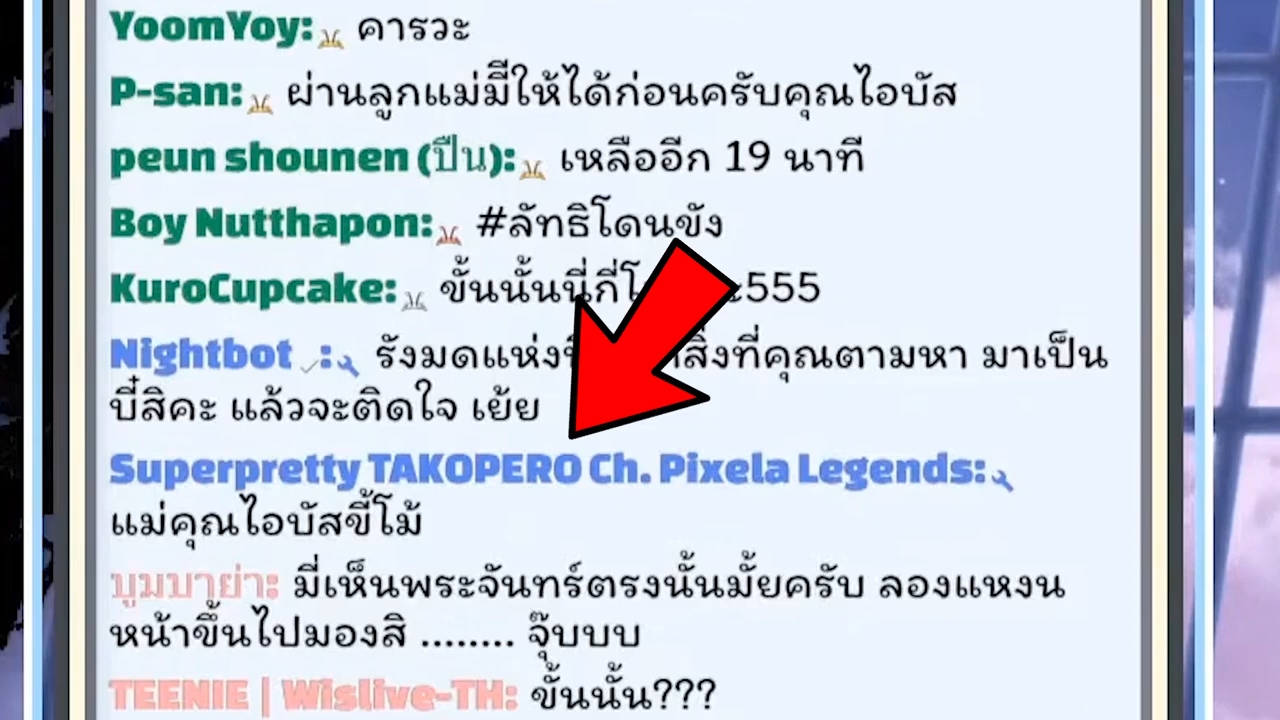 YoomYoy: คารวะ
P-san: ผ่านลูกแม่มี๊ให้ได้ก่อนครับคุณไอบัส
peun shounen (ปืน): เหลืออีก 19 นาที
Boy Nutthapon: #ลัทธิโดนขัง
KuroCupcake: ขั้นนั้นนี่กี่ 555
Nightbot ✓: รังมดแห่ง สิ่งที่คุณตามหา มาเป็น
บี๋สิคะ แล้วจะติดใจ เย้ย
Superpretty TAKOPERO Ch. Pixela Legends:
แม่คุณไอบัสขี้โม้
บูมบาย่า: มี่เห็นพระจันทร์ตรงนั้นมั้ยครับ ลองแหงน
หน้าขึ้นไปมองสิ ........ จุ๊บบบ
TEENIE | Wislive-TH: ขั้นนั้น???